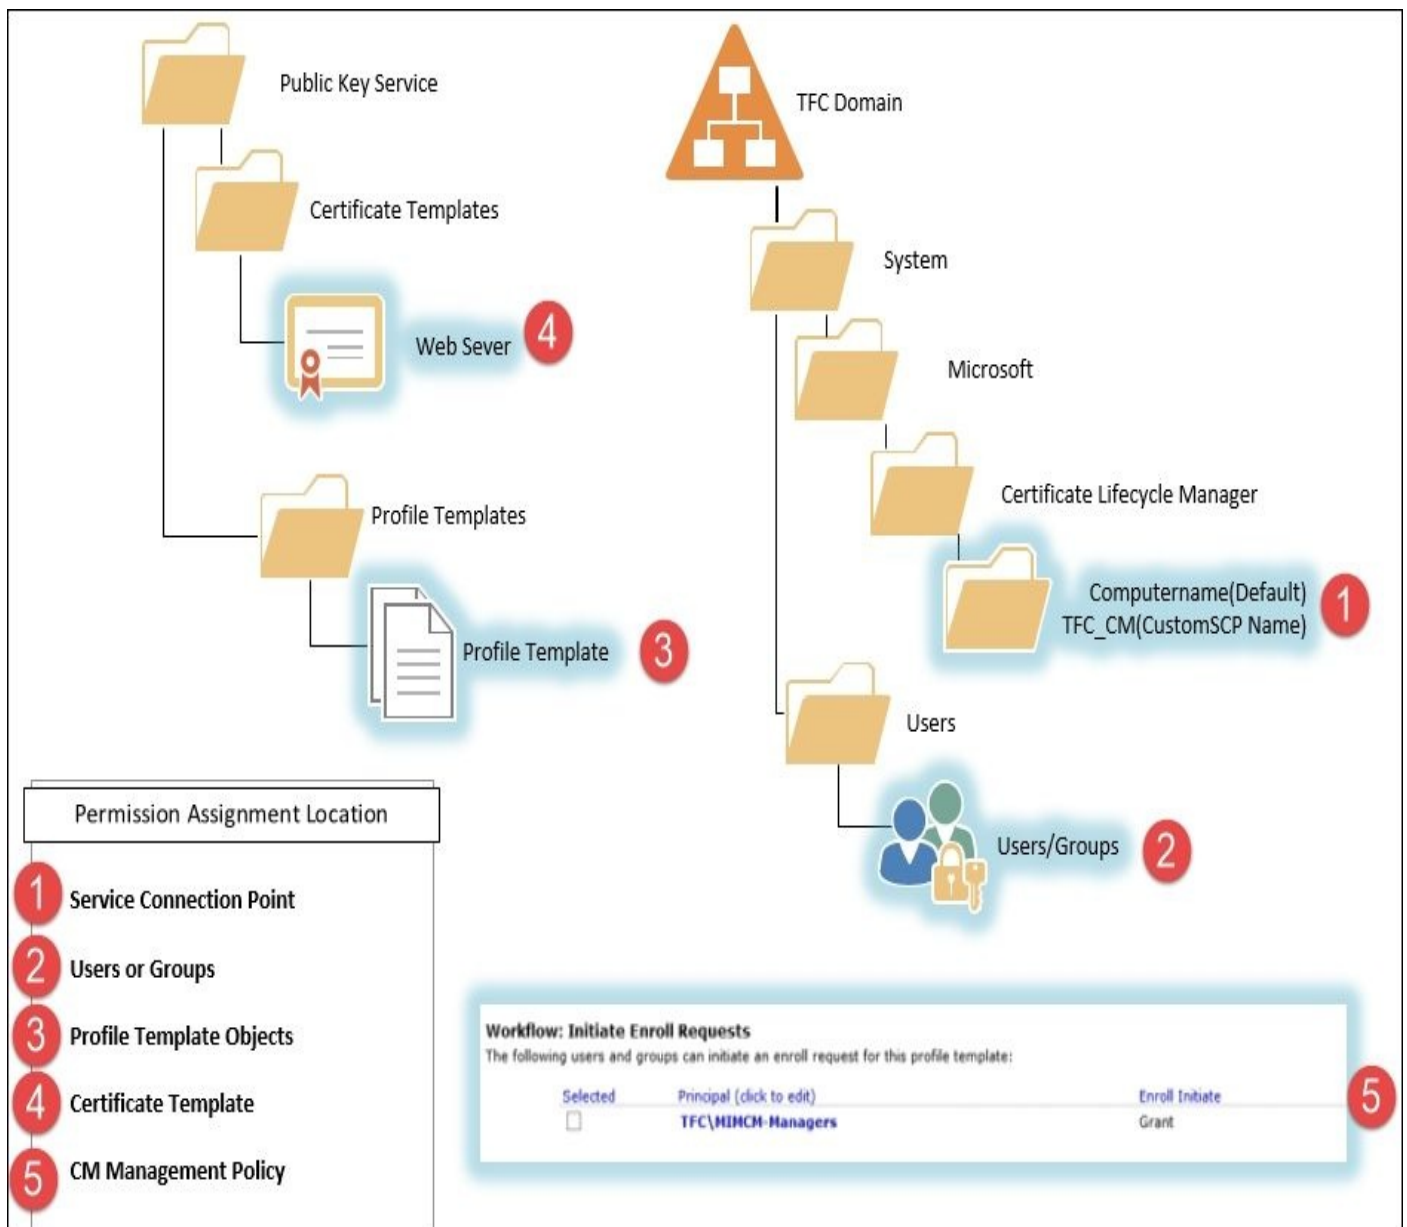 Public Key Service
TFC Domain
Certificate Templates
System
Web Sever
4
Microsoft
Certificate Lifecycle Manager
Profile Templates
Computername(Default)
TFC_CM(CustomSCP Name)
1
Profile Template
3
Users
Users/Groups
2
Permission Assignment Location
1 Service Connection Point
2 Users or Groups
3 Profile Template Objects
4 Certificate Template
5 CM Management Policy
Workflow: Initiate Enroll Requests
The following users and groups can initiate an enroll request for this profile template:
Selected Principal (click to edit) Enroll Initiate
TFC\MIMCM-Managers Grant
5